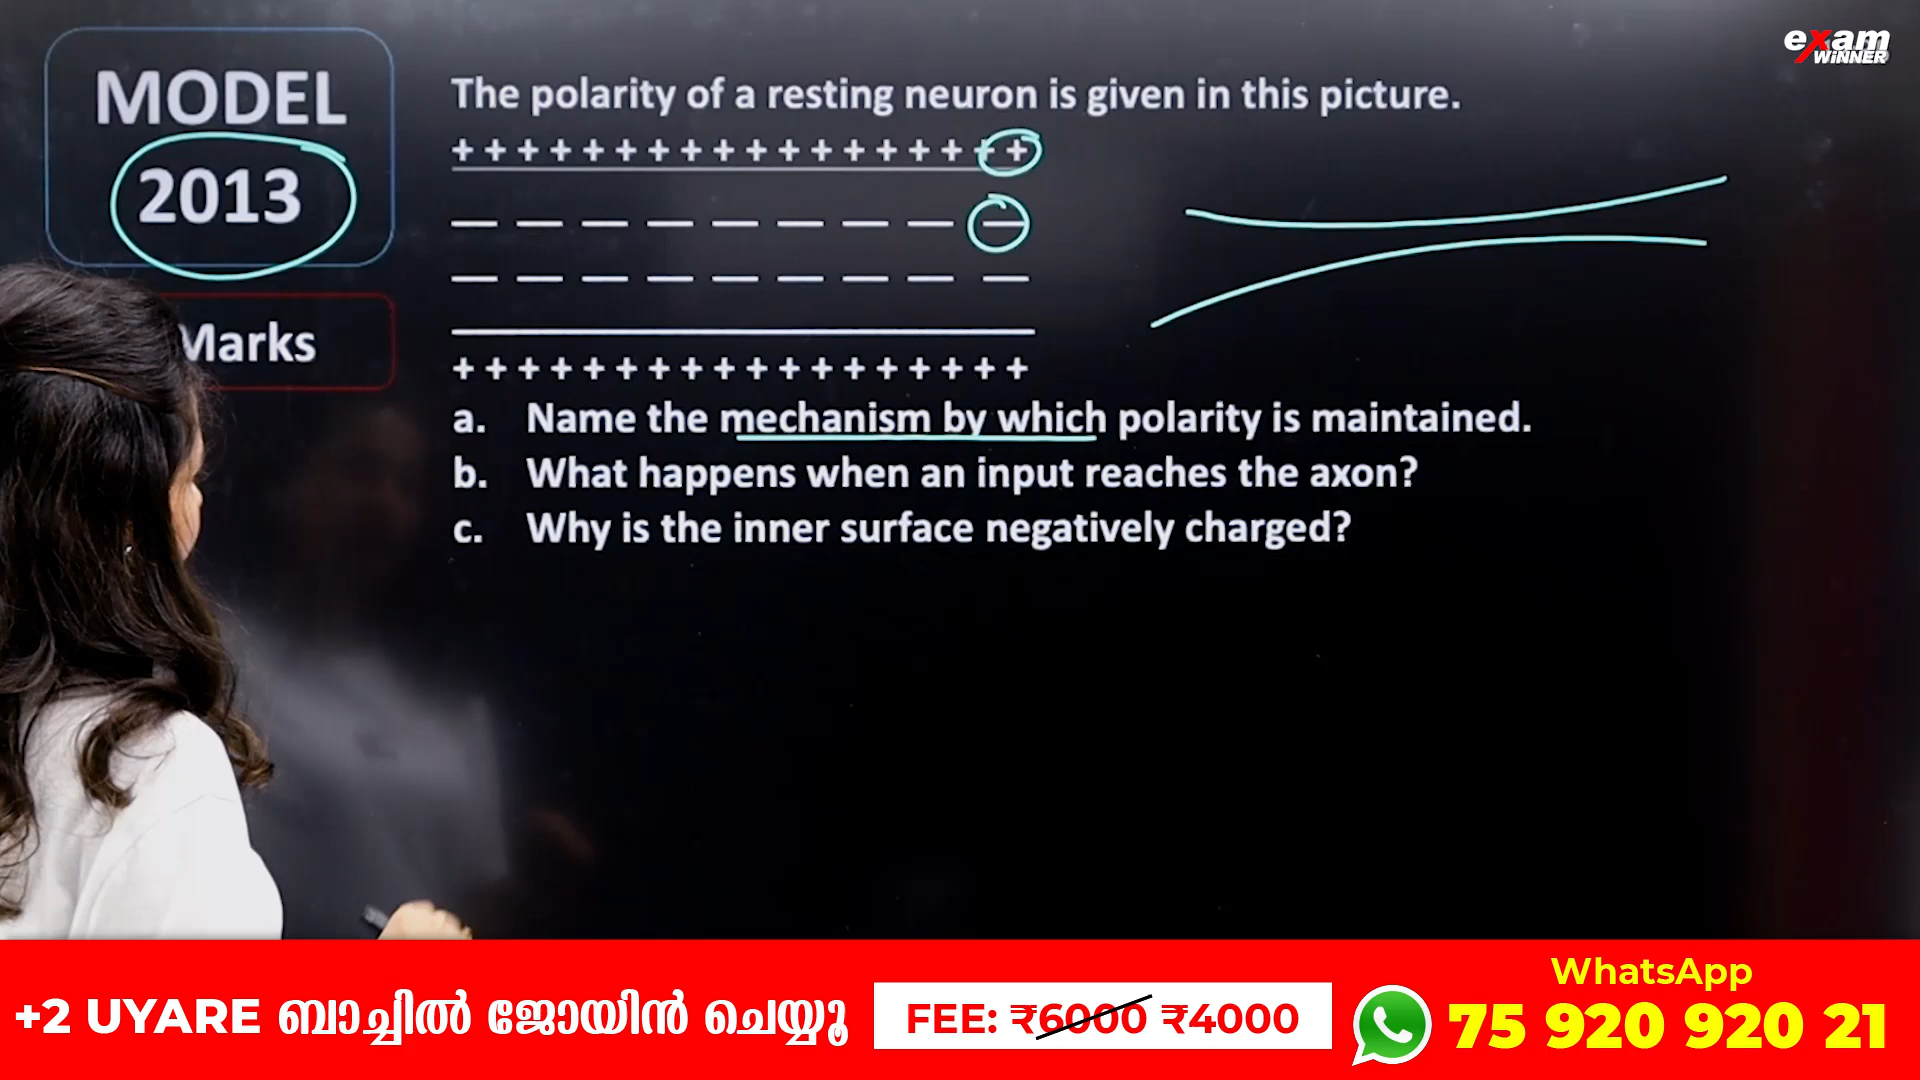 exam
WINNER
MODEL
2013
Marks
The polarity of a resting neuron is given in this picture.
+ + + + + + + + + + + + + + + + + +
— — — — — — — — —
— — — — — — — — —
+ + + + + + + + + + + + + + + + + +
a. Name the mechanism by which polarity is maintained.
b. What happens when an input reaches the axon?
c. Why is the inner surface negatively charged?
+2 UYARE ബാച്ചിൽ ജോയിൻ ചെയ്യൂ
FEE: ₹6000 ₹4000
WhatsApp
75 920 920 21